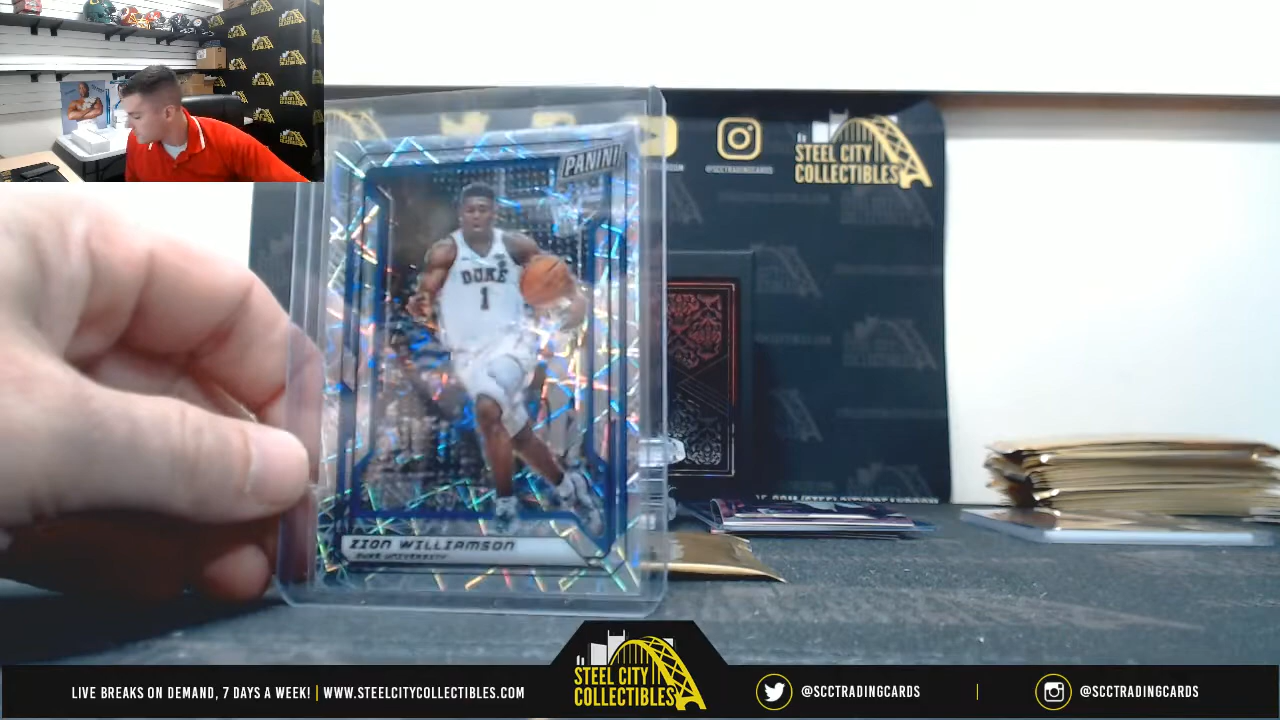 PANINI
DUKE
1
ZION WILLIAMSON
DUKE UNIVERSITY
@SCCTRADINGCARDS
STEEL CITY
COLLECTIBLES
STEEL CITY
COLLECTIBLES
LIVE BREAKS ON DEMAND, 7 DAYS A WEEK! | WWW.STEELCITYCOLLECTIBLES.COM
@SCCTRADINGCARDS
@SCCTRADINGCARDS